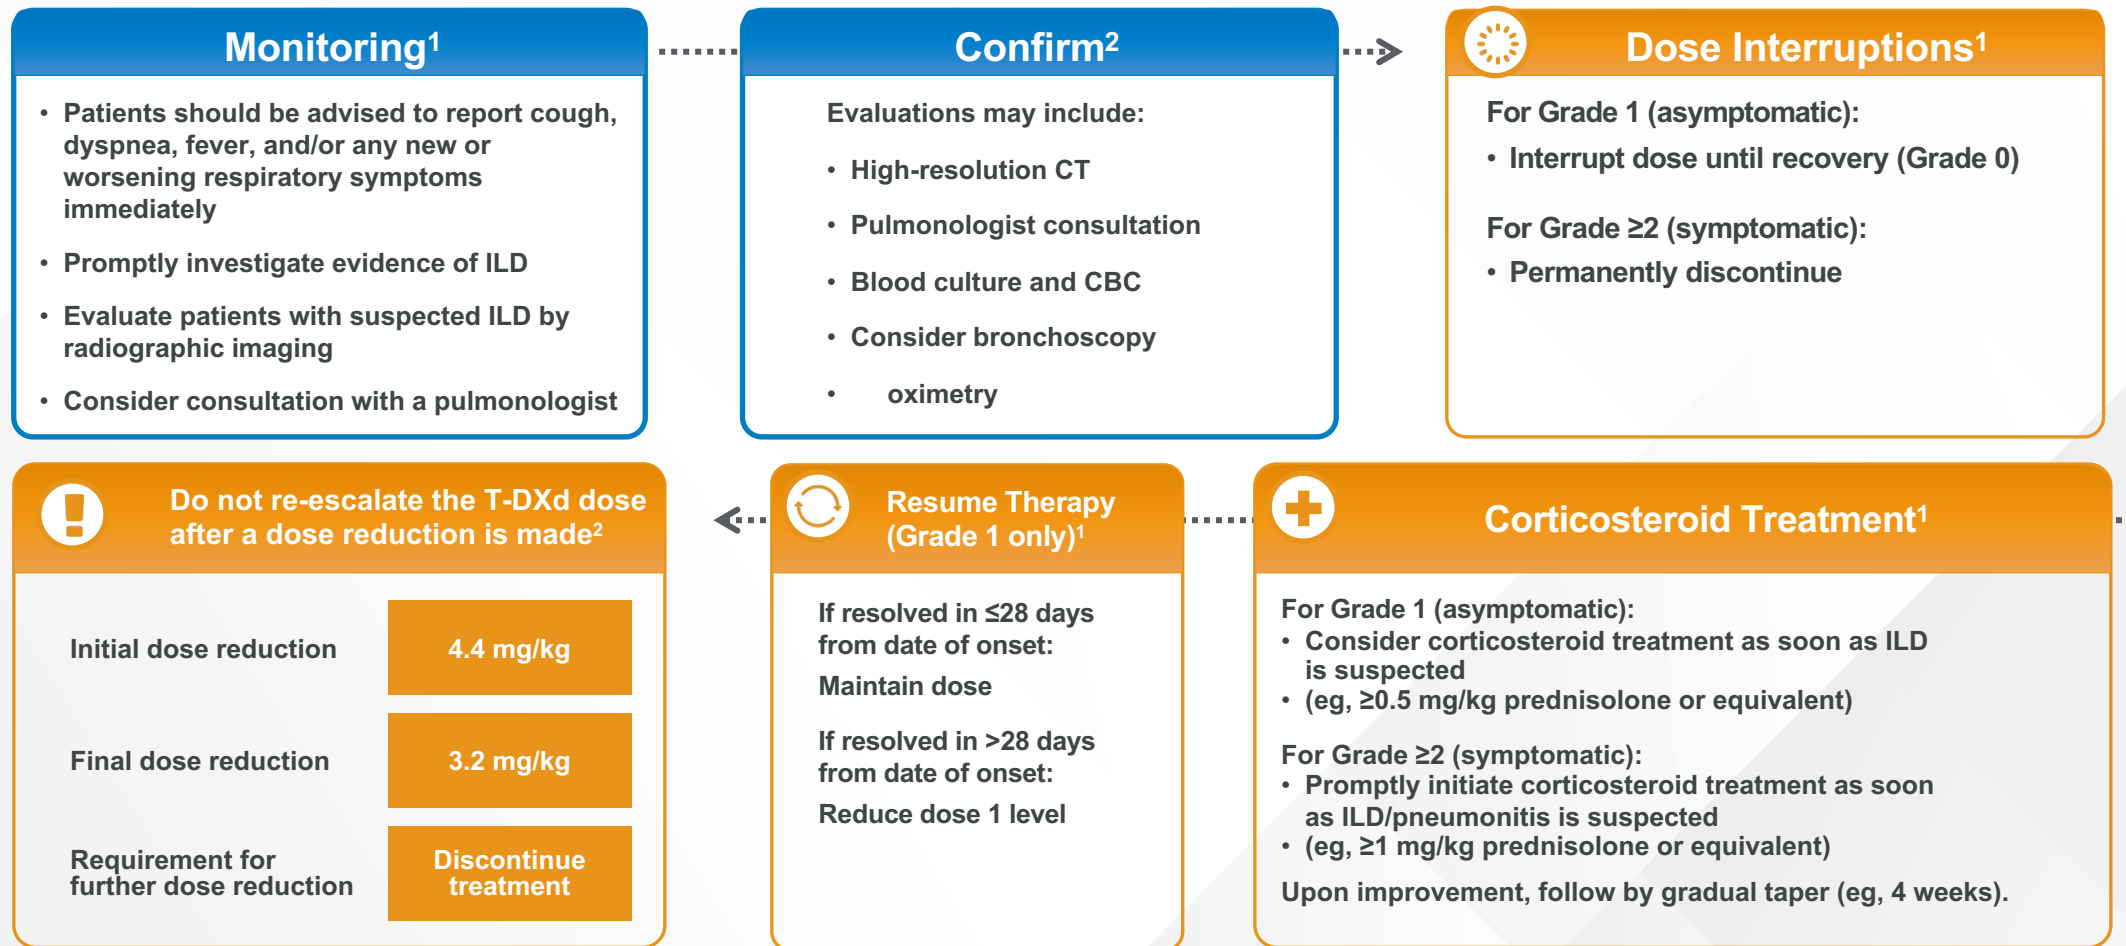 Monitoring¹
• Patients should be advised to report cough,
dyspnea, fever, and/or any new or
worsening respiratory symptoms
immediately
• Promptly investigate evidence of ILD
• Evaluate patients with suspected ILD by
radiographic imaging
• Consider consultation with a pulmonologist
Confirm²
Evaluations may include:
• High-resolution CT
• Pulmonologist consultation
• Blood culture and CBC
• Consider bronchoscopy
• oximetry
Dose Interruptions¹
For Grade 1 (asymptomatic):
• Interrupt dose until recovery (Grade 0)
For Grade ≥2 (symptomatic):
• Permanently discontinue
Corticosteroid Treatment¹
For Grade 1 (asymptomatic):
• Consider corticosteroid treatment as soon as ILD
is suspected
• (eg, ≥0.5 mg/kg prednisolone or equivalent)
For Grade ≥2 (symptomatic):
• Promptly initiate corticosteroid treatment as soon
as ILD/pneumonitis is suspected
• (eg, ≥1 mg/kg prednisolone or equivalent)
Upon improvement, follow by gradual taper (eg, 4 weeks).
Resume Therapy
(Grade 1 only)¹
If resolved in ≤28 days
from date of onset:
Maintain dose
If resolved in >28 days
from date of onset:
Reduce dose 1 level
Do not re-escalate the T-DXd dose
after a dose reduction is made²
Initial dose reduction
4.4 mg/kg
Final dose reduction
3.2 mg/kg
Requirement for
further dose reduction
Discontinue
treatment